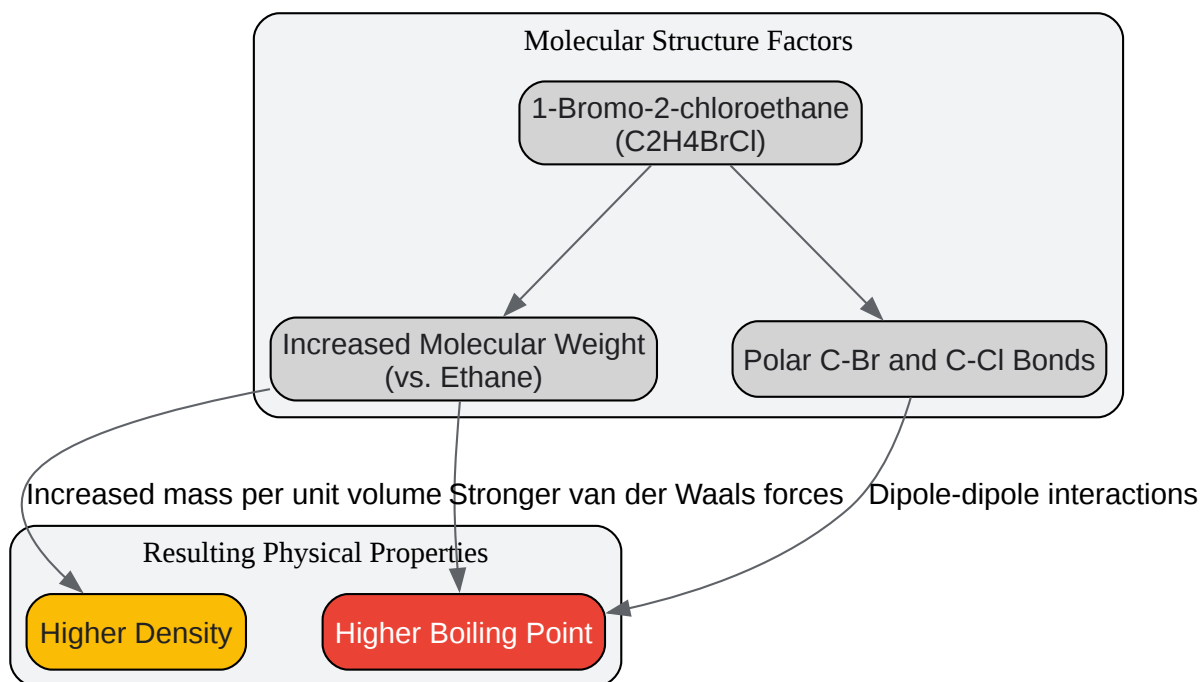 Molecular Structure Factors
1-Bromo-2-chloroethane
(C2H4BrCl)
Increased Molecular Weight
(vs. Ethane)
Polar C-Br and C-Cl Bonds
Increased mass per unit volume
Stronger van der Waals forces
Dipole-dipole interactions
Resulting Physical Properties
Higher Density
Higher Boiling Point